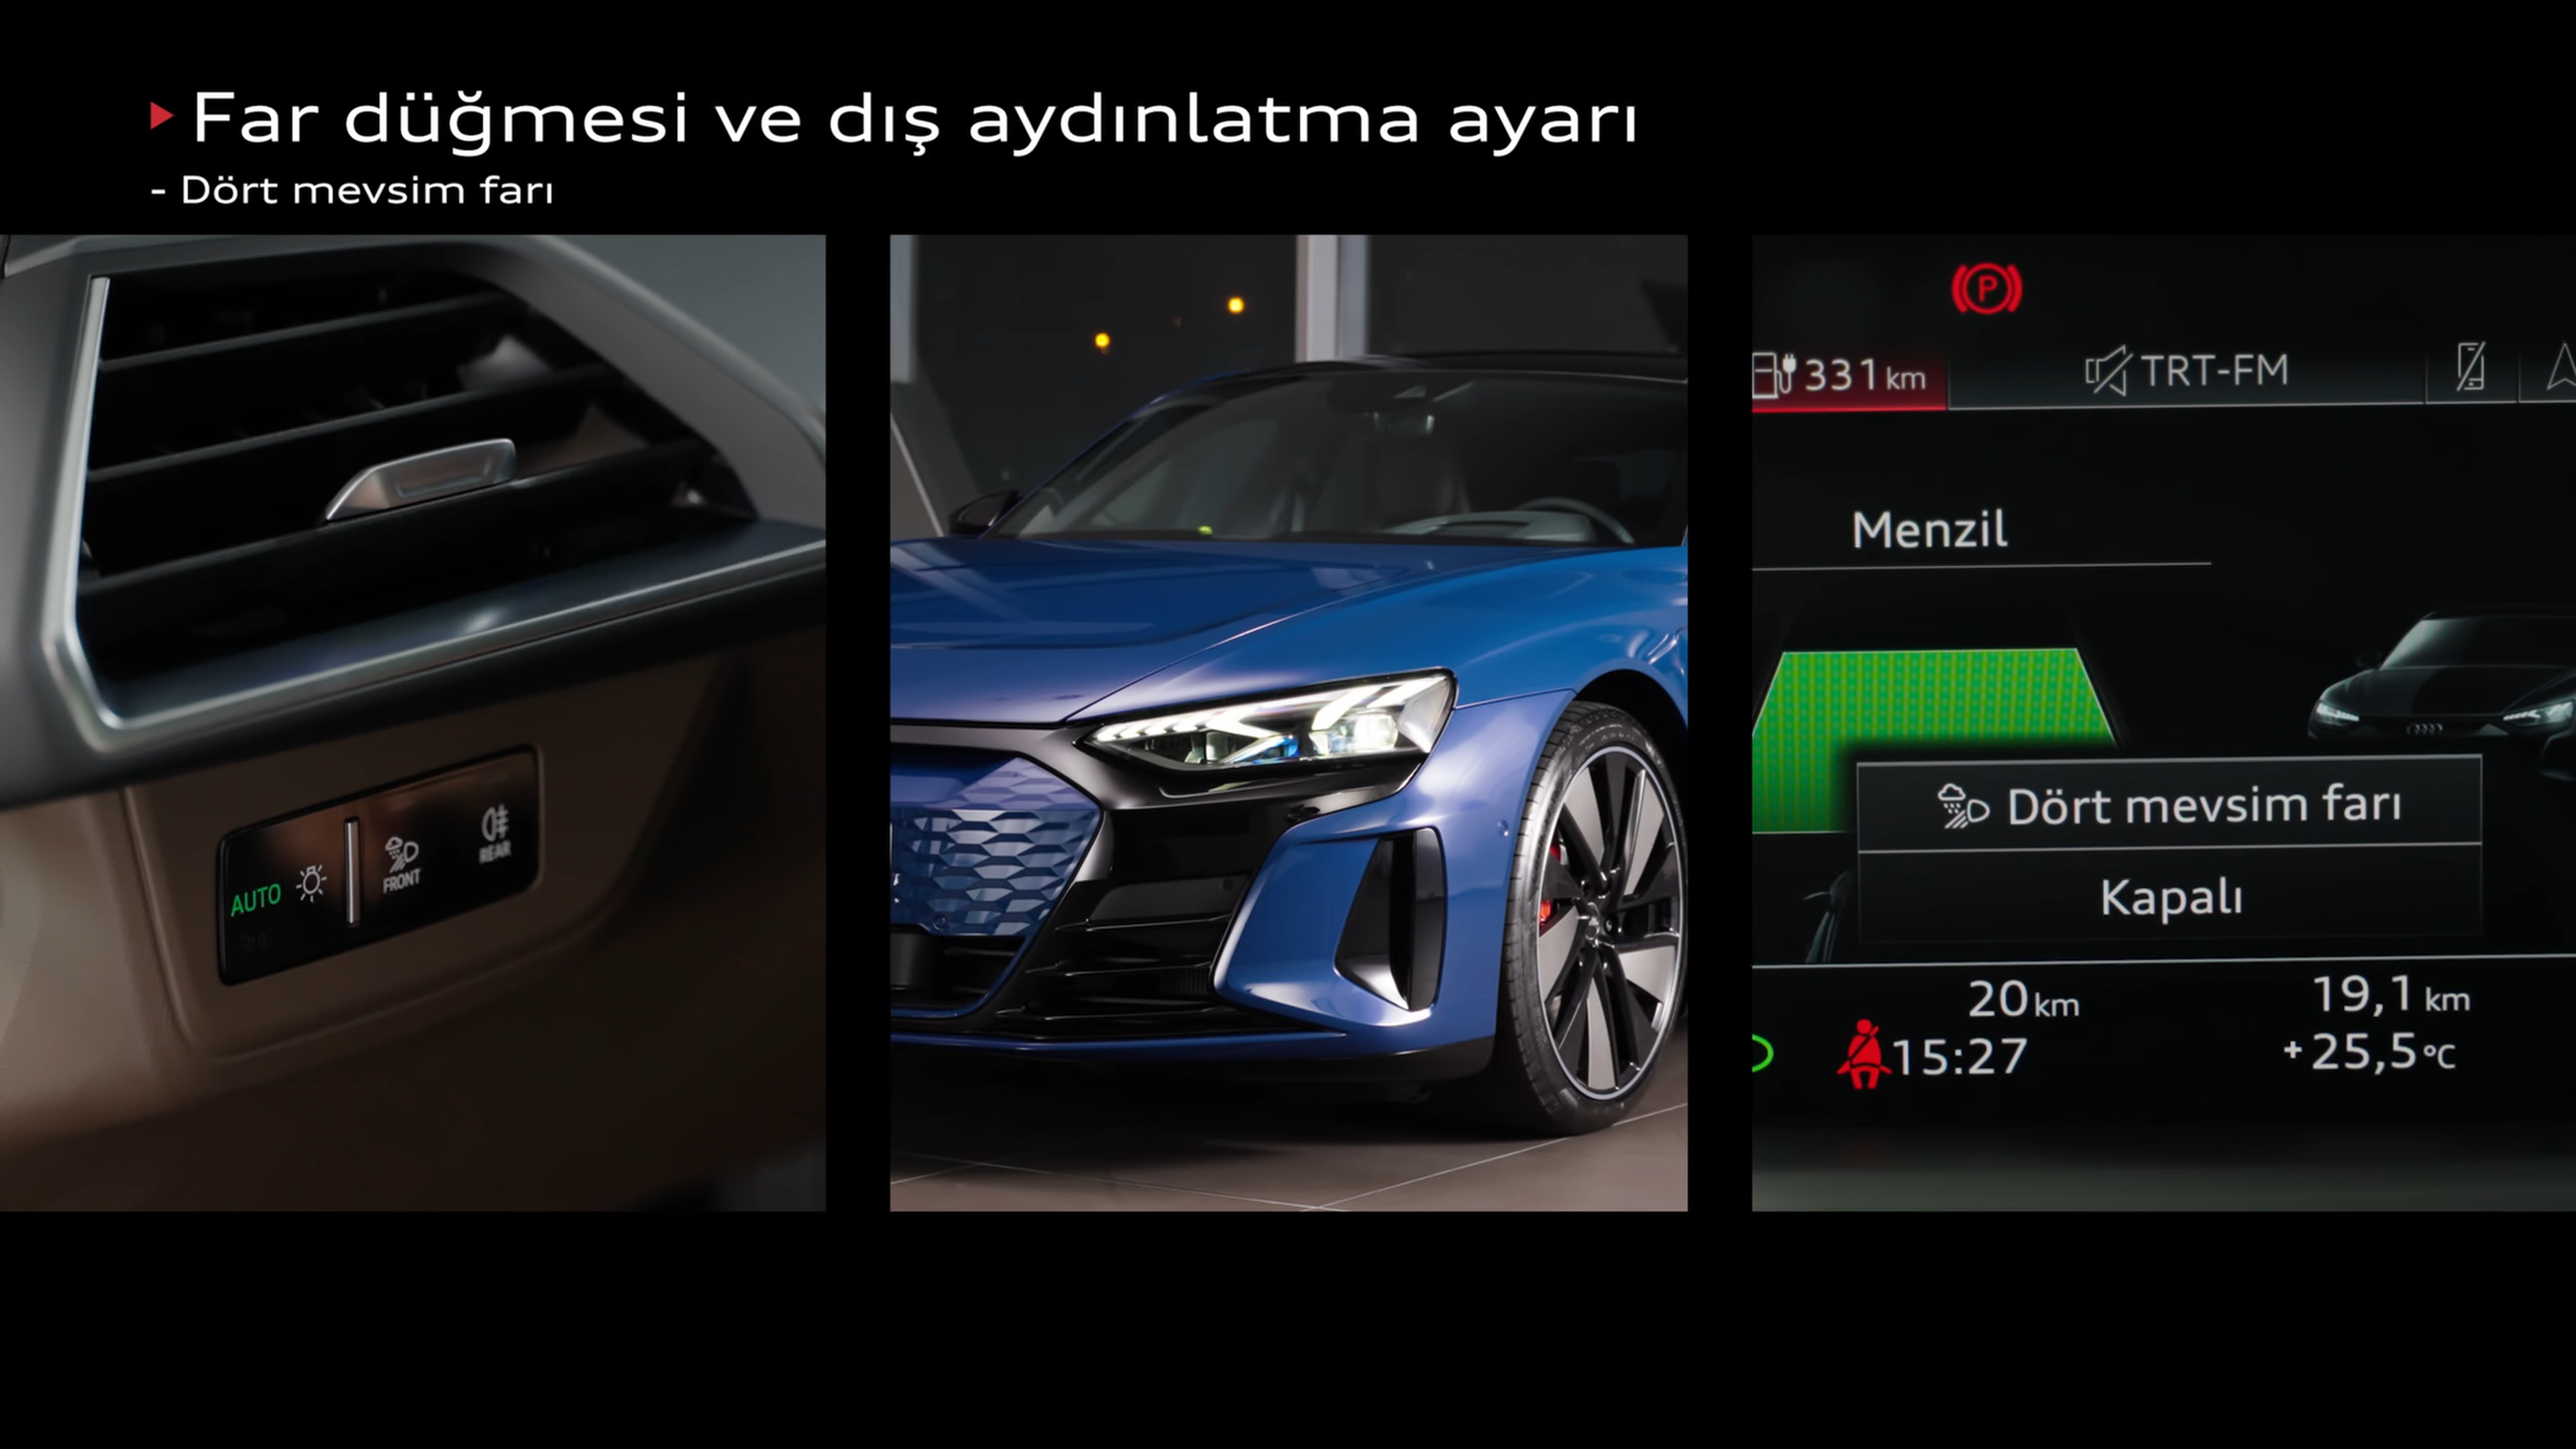 Far düğmesi ve dış aydınlatma ayarı
- Dört mevsim farı
AUTO
FRONT
REAR
P
331 km
TRT-FM
Menzil
Dört mevsim farı
Kapalı
20 km
19,1 km
15:27
+25,5 °C